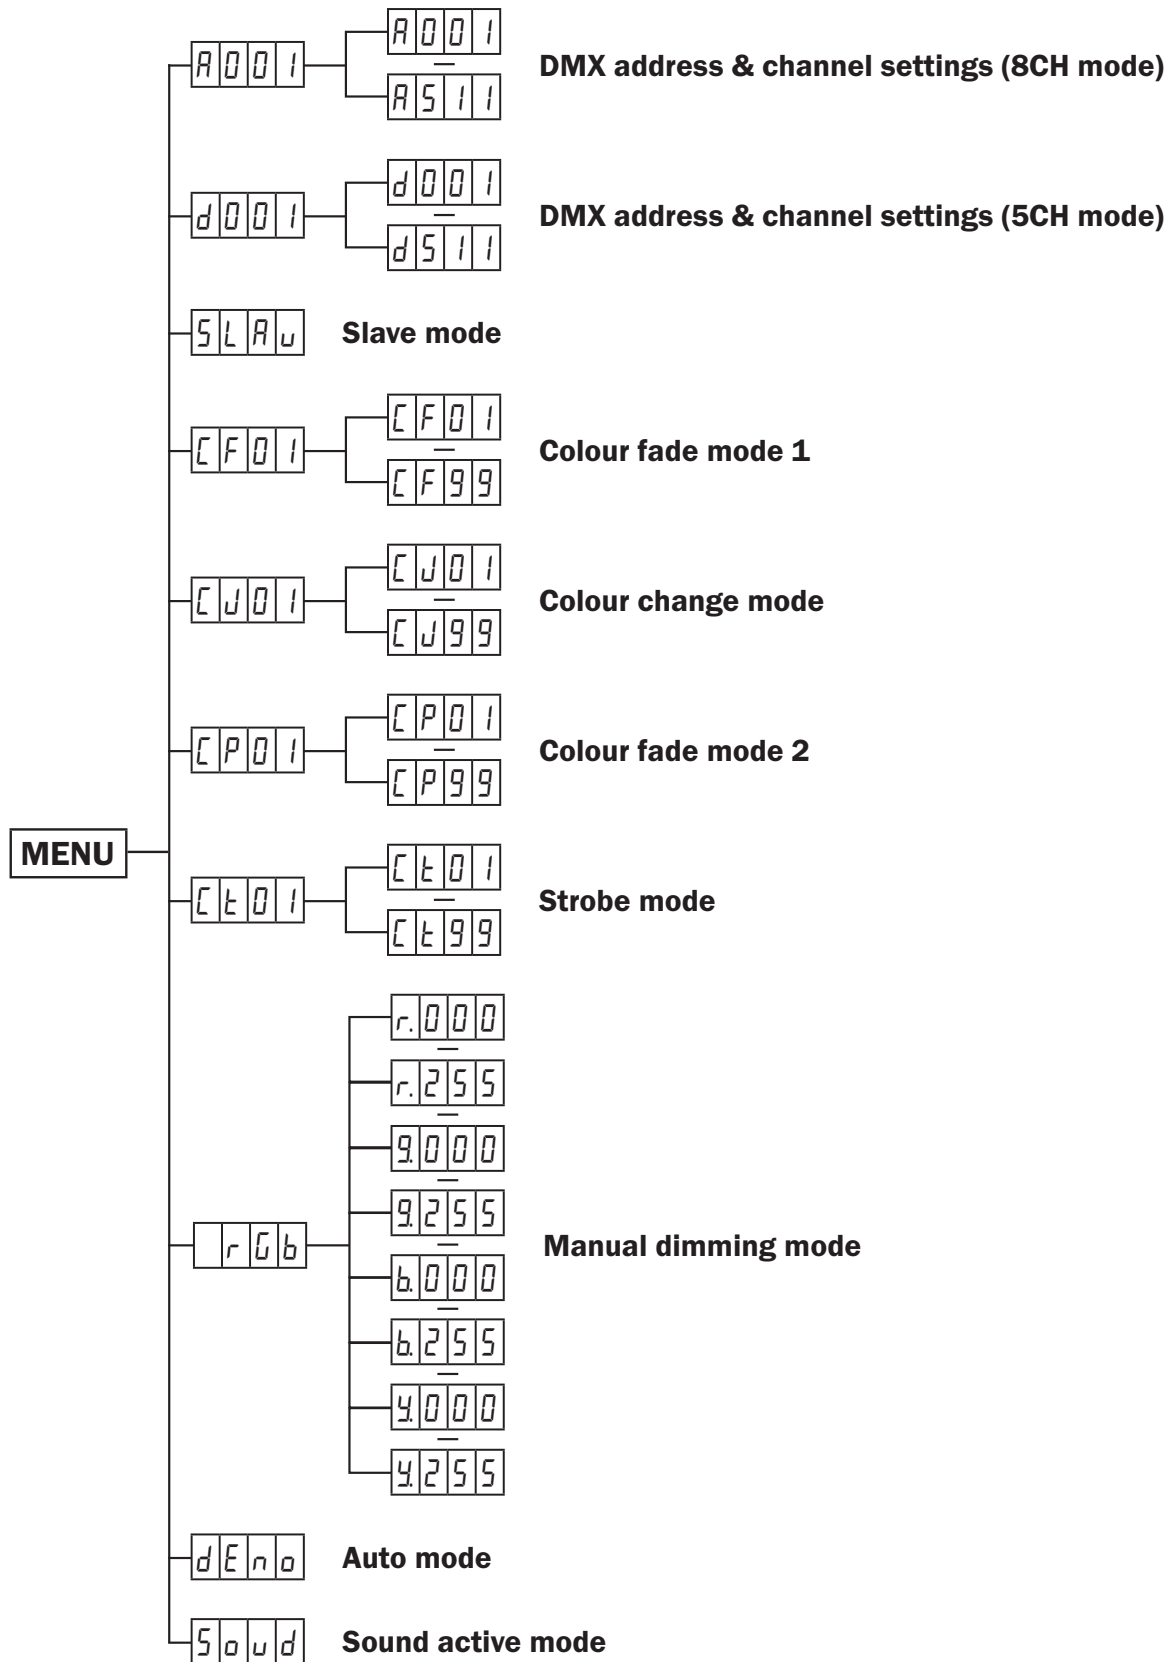 A001
A001
—
A511
DMX address & channel settings (8CH mode)
d001
d001
—
d511
DMX address & channel settings (5CH mode)
SLAu
Slave mode
CF01
CF01
—
CF99
Colour fade mode 1
CJ01
CJ01
—
CJ99
Colour change mode
CP01
CP01
—
CP99
Colour fade mode 2
MENU
Ct01
Ct01
—
Ct99
Strobe mode
rGb
r.000
—
r.255
—
g.000
—
g.255
—
b.000
—
b.255
—
y.000
—
y.255
Manual dimming mode
dEno
Auto mode
Soud
Sound active mode